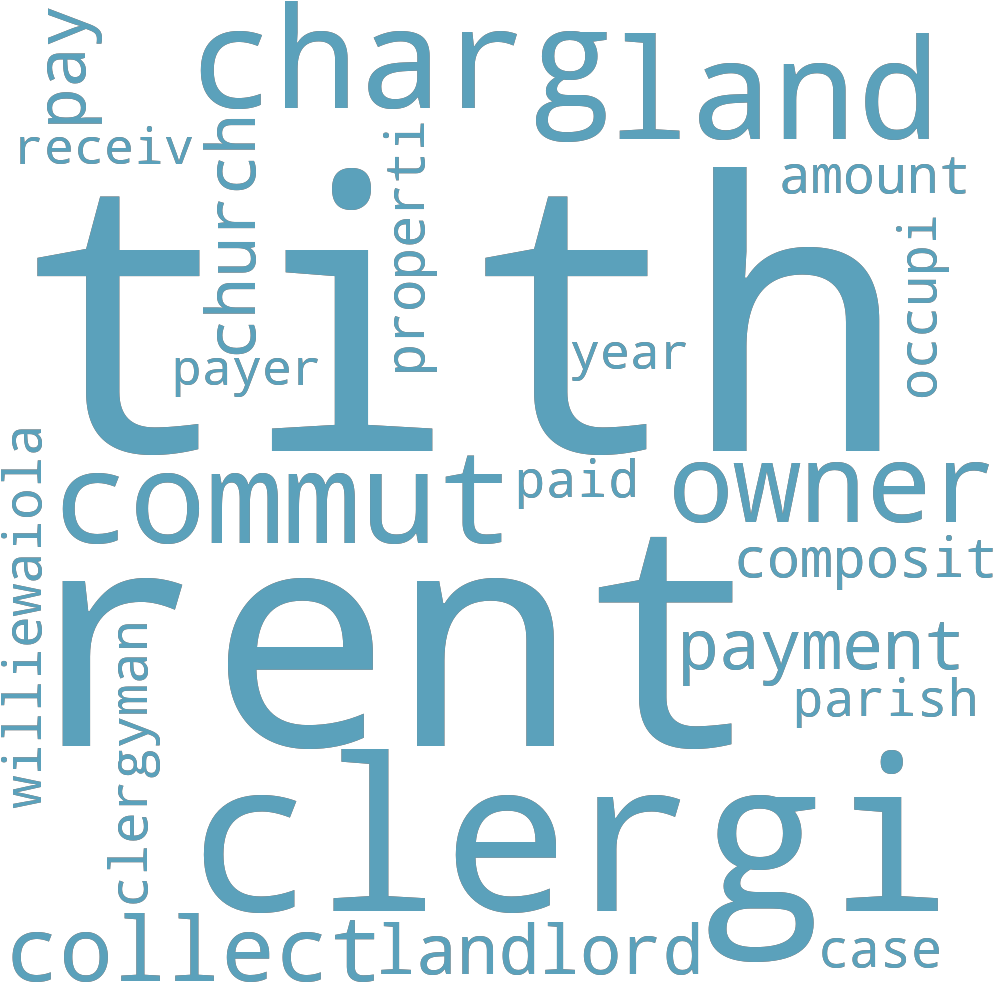 pay
charg
land
receiv
church
properti
amount
tith
occupi
payer
year
commut
paid
owner
williewaiola
rent
composit
clergyman
payment
parish
clergi
collect
landlord
case